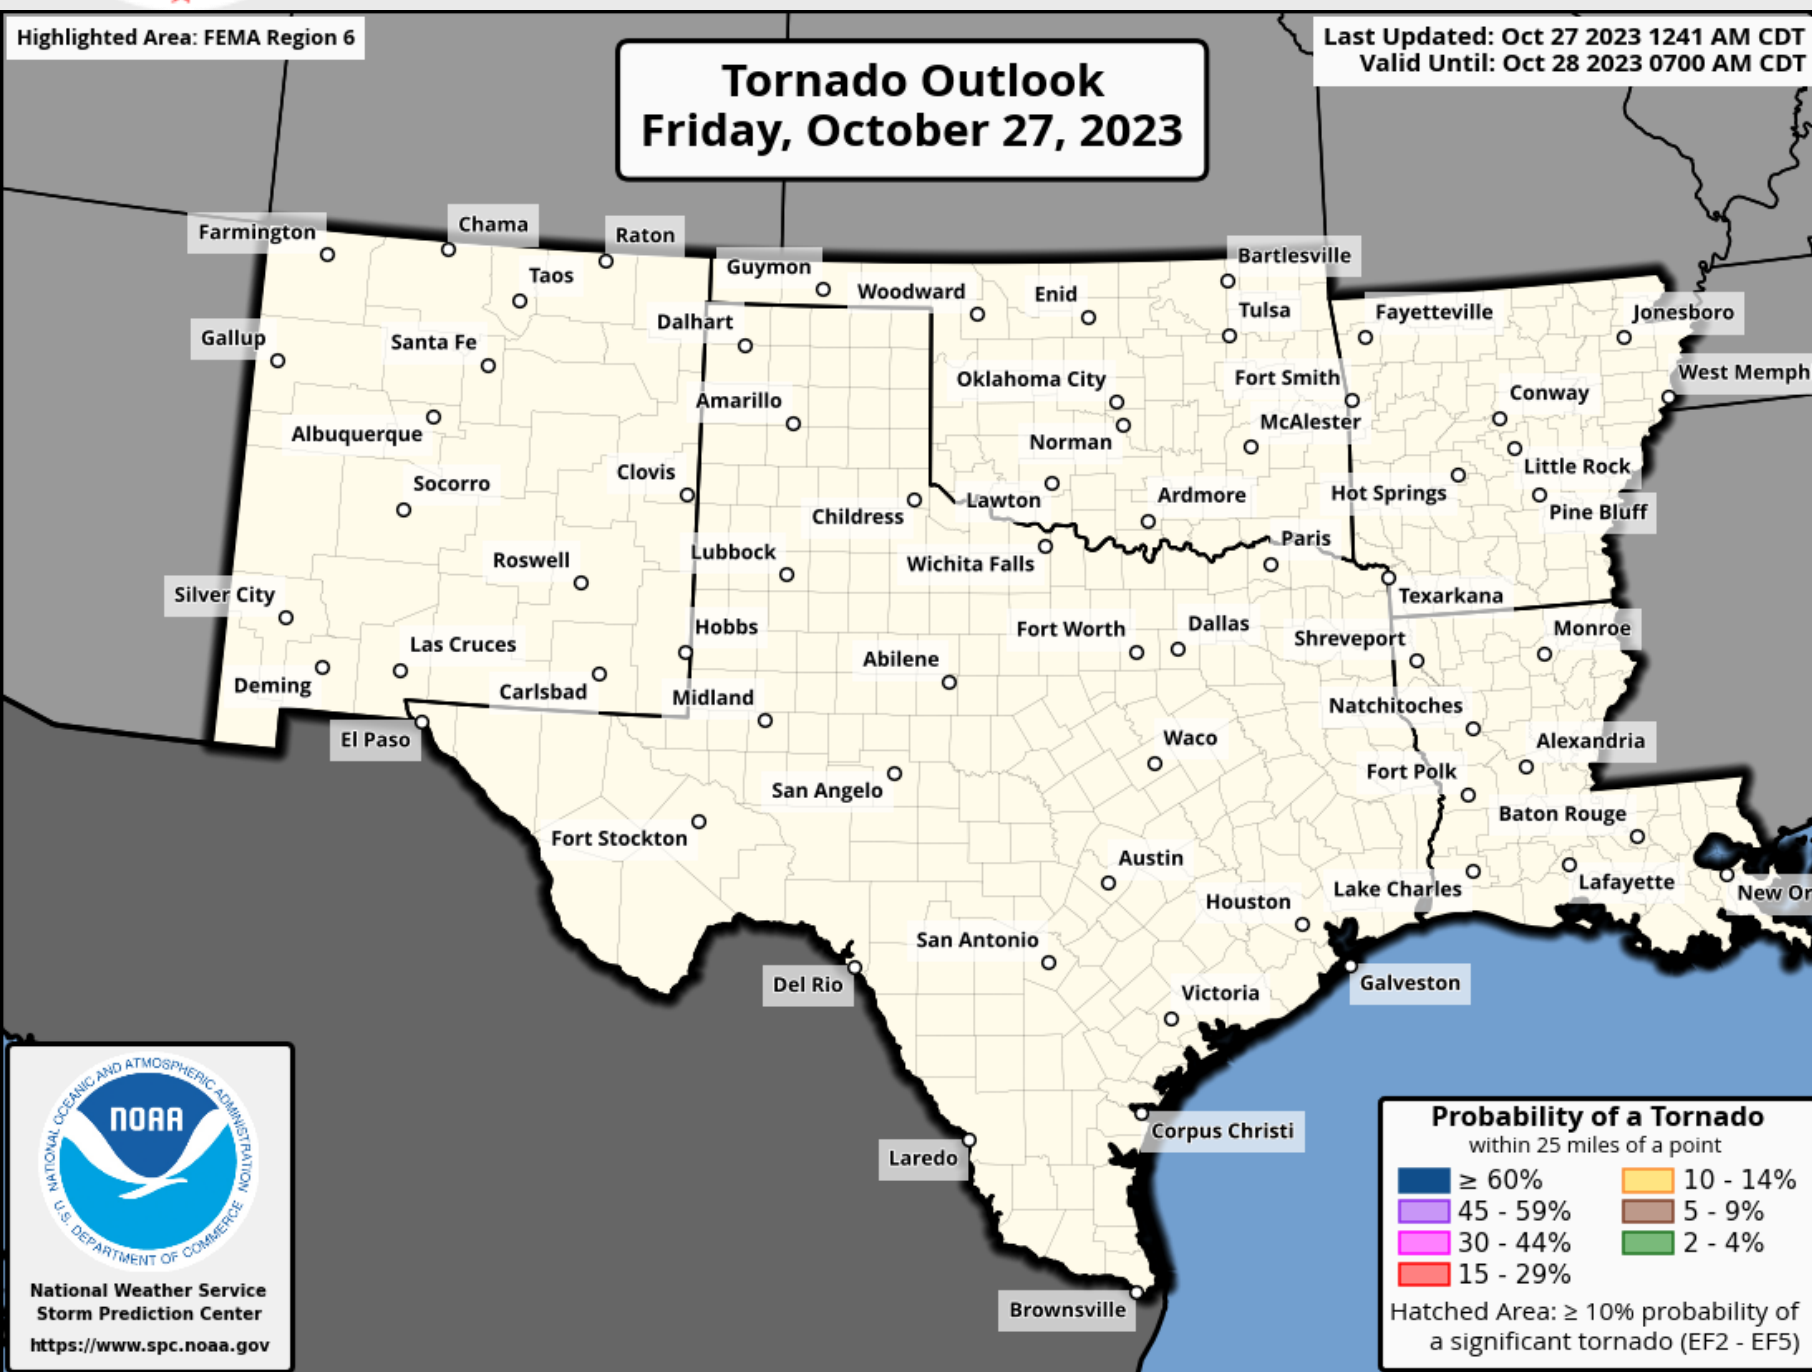 Highlighted Area: FEMA Region 6
Tornado Outlook
Friday, October 27, 2023
Last Updated: Oct 27 2023 1241 AM CDT
Valid Until: Oct 28 2023 0700 AM CDT
Farmington
Chama
Raton
Taos
Guymon
Woodward
Enid
Bartlesville
Tulsa
Fayetteville
Jonesboro
Gallup
Santa Fe
Dalhart
Oklahoma City
Fort Smith
West Memph
Conway
Amarillo
Albuquerque
Norman
McAlester
Little Rock
Clovis
Socorro
Childress
Lawton
Ardmore
Hot Springs
Pine Bluff
Paris
Lubbock
Wichita Falls
Roswell
Silver City
Texarkana
Hobbs
Las Cruces
Fort Worth
Dallas
Shreveport
Monroe
Abilene
Deming
Carlsbad
Midland
Natchitoches
El Paso
Waco
Alexandria
Fort Polk
San Angelo
Baton Rouge
Fort Stockton
Austin
Lake Charles
Lafayette
New Or
Houston
San Antonio
Del Rio
Galveston
Victoria
Corpus Christi
Laredo
Brownsville
NATIONAL OCEANIC AND ATMOSPHERIC ADMINISTRATION
NOAA
U.S. DEPARTMENT OF COMMERCE
National Weather Service
Storm Prediction Center
https://www.spc.noaa.gov
Probability of a Tornado
within 25 miles of a point
≥ 60%
45 - 59%
30 - 44%
15 - 29%
10 - 14%
5 - 9%
2 - 4%
Hatched Area: ≥ 10% probability of
a significant tornado (EF2 - EF5)